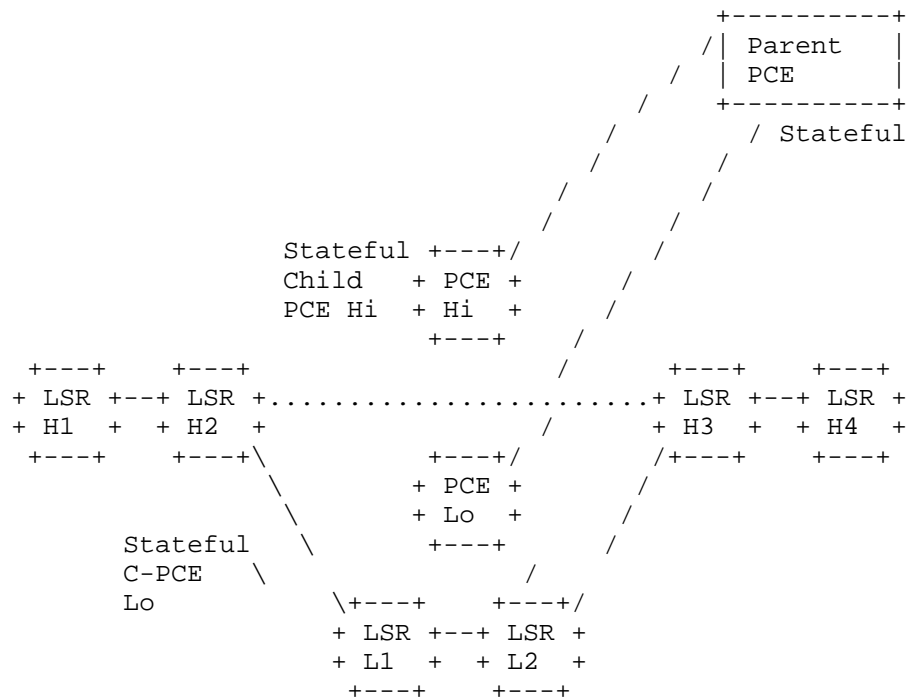 Parent
PCE
Stateful
Stateful
Child PCE
PCE Hi Hi
LSR LSR LSR LSR
H1 H2 H3 H4
PCE
Lo
Stateful
C-PCE
Lo
LSR LSR
L1 L2